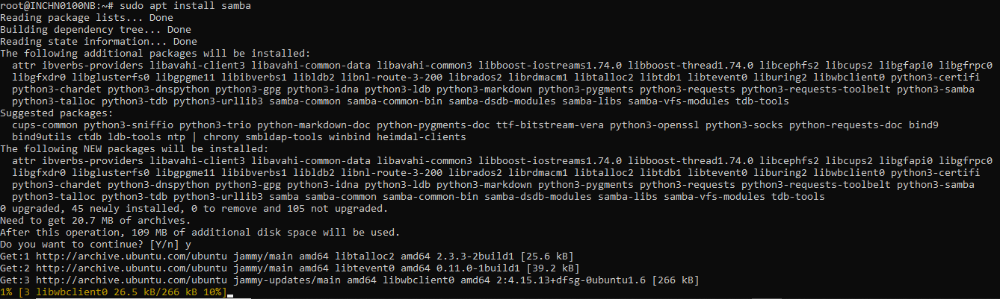 root@INCHN0100NB:~# sudo apt install samba
Reading package lists... Done
Building dependency tree... Done
Reading state information... Done
The following additional packages will be installed:
  attr ibverbs-providers libavahi-client3 libavahi-common-data libavahi-common3 libboost-iostreams1.74.0 libboost-thread1.74.0 libcephfs2 libcups2 libgfapi0 libgfrpc0
  libgfxdr0 libglusterfs0 libgpgme11 libibverbs1 libldb2 libnl-route-3-200 librados2 librdmacm1 libtalloc2 libtdb1 libtevent0 liburing2 libwbclient0 python3-certifi
  python3-chardet python3-dnspython python3-gpg python3-idna python3-ldb python3-markdown python3-pygments python3-requests python3-requests-toolbelt python3-samba
  python3-talloc python3-tdb python3-urllib3 samba-common samba-common-bin samba-dsdb-modules samba-libs samba-vfs-modules tdb-tools
Suggested packages:
  cups-common python3-sniffio python3-trio python-markdown-doc python-pygments-doc ttf-bitstream-vera python3-openssl python3-socks python-requests-doc bind9
  bind9utils ctdb ldb-tools ntp | chrony smbldap-tools winbind heimdal-clients
The following NEW packages will be installed:
  attr ibverbs-providers libavahi-client3 libavahi-common-data libavahi-common3 libboost-iostreams1.74.0 libboost-thread1.74.0 libcephfs2 libcups2 libgfapi0 libgfrpc0
  libgfxdr0 libglusterfs0 libgpgme11 libibverbs1 libldb2 libnl-route-3-200 librados2 librdmacm1 libtalloc2 libtdb1 libtevent0 liburing2 libwbclient0 python3-certifi
  python3-chardet python3-dnspython python3-gpg python3-idna python3-ldb python3-markdown python3-pygments python3-requests python3-requests-toolbelt python3-samba
  python3-talloc python3-tdb python3-urllib3 samba samba-common samba-common-bin samba-dsdb-modules samba-libs samba-vfs-modules tdb-tools
0 upgraded, 45 newly installed, 0 to remove and 105 not upgraded.
Need to get 20.7 MB of archives.
After this operation, 109 MB of additional disk space will be used.
Do you want to continue? [Y/n] y
Get:1 http://archive.ubuntu.com/ubuntu jammy/main amd64 libtalloc2 amd64 2.3.3-2build1 [25.6 kB]
Get:2 http://archive.ubuntu.com/ubuntu jammy/main amd64 libtevent0 amd64 0.11.0-1build1 [39.2 kB]
Get:3 http://archive.ubuntu.com/ubuntu jammy-updates/main amd64 libwbclient0 amd64 2:4.15.13+dfsg-0ubuntu1.6 [266 kB]
1% [3 libwbclient0 26.5 kB/266 kB 10%]